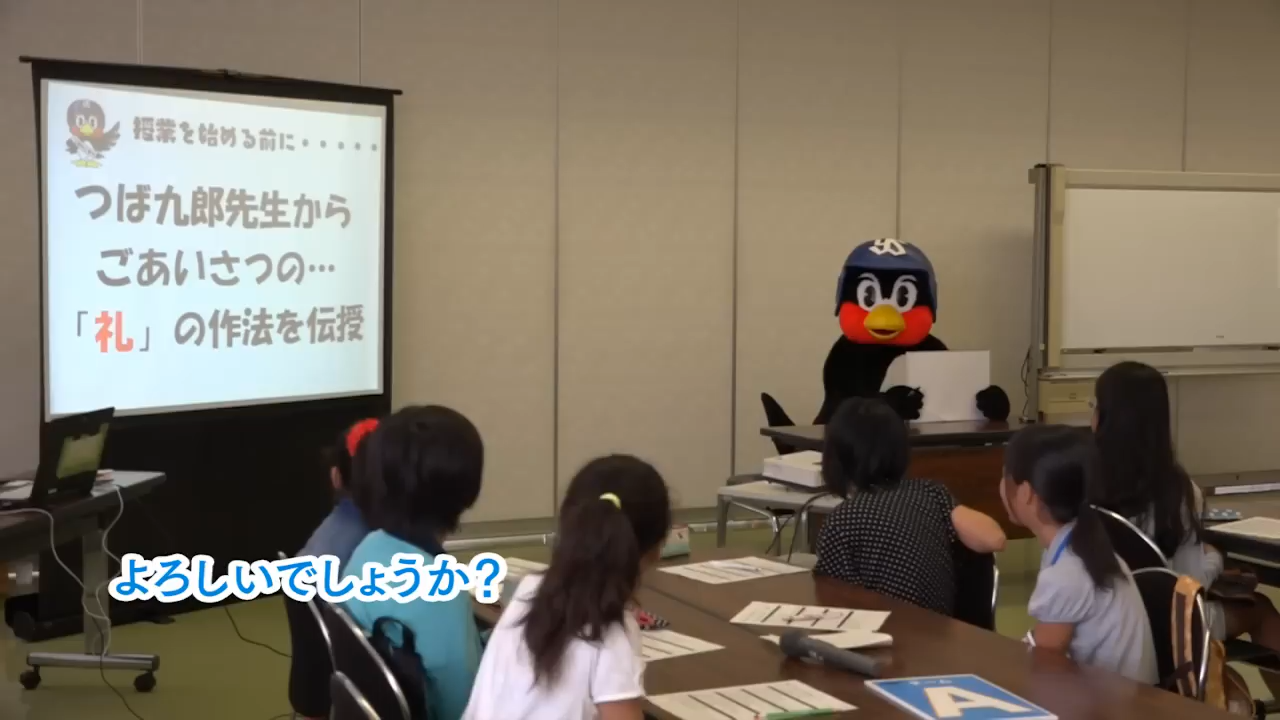 授業を始める前に・・・・・
つば九郎先生から
ごあいさつの…
「礼」の作法を伝授
よろしいでしょうか？
A